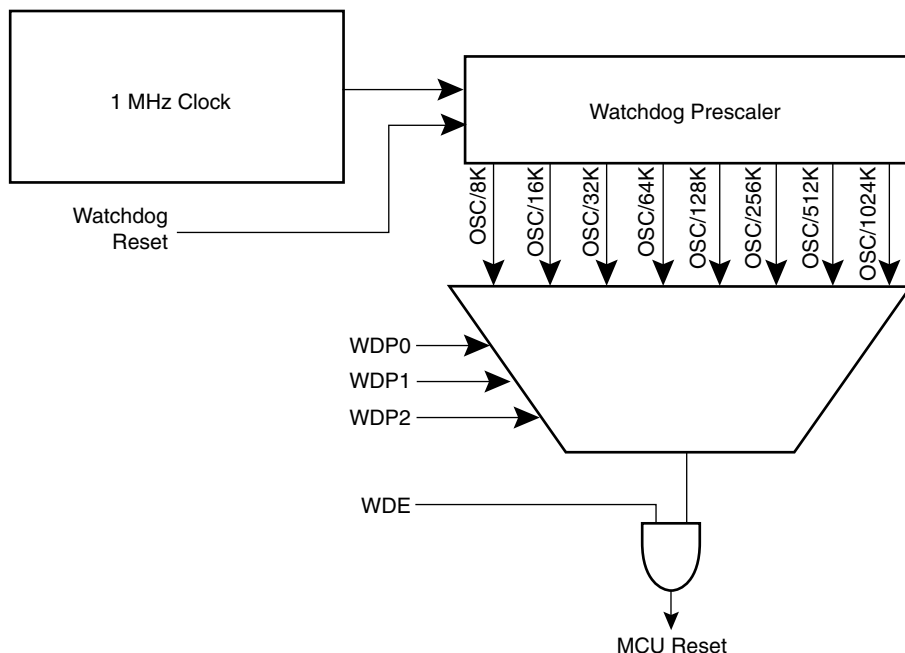 1 MHz Clock
Watchdog Prescaler
Watchdog
Reset
OSC/8K
OSC/16K
OSC/32K
OSC/64K
OSC/128K
OSC/256K
OSC/512K
OSC/1024K
WDP0
WDP1
WDP2
WDE
MCU Reset